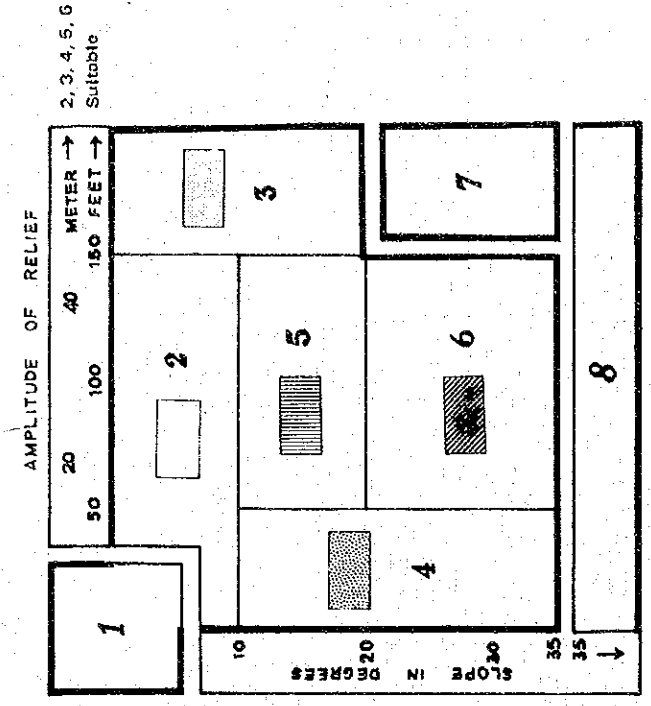 AMPLITUDE OF RELIEF
20 40 METER →
50 100 150 FEET →
2, 3, 4, 5, 6
Suitable
1
2
3
4
5
6
7
8
SLOPE IN DEGREES
10
20
30
35
35
→